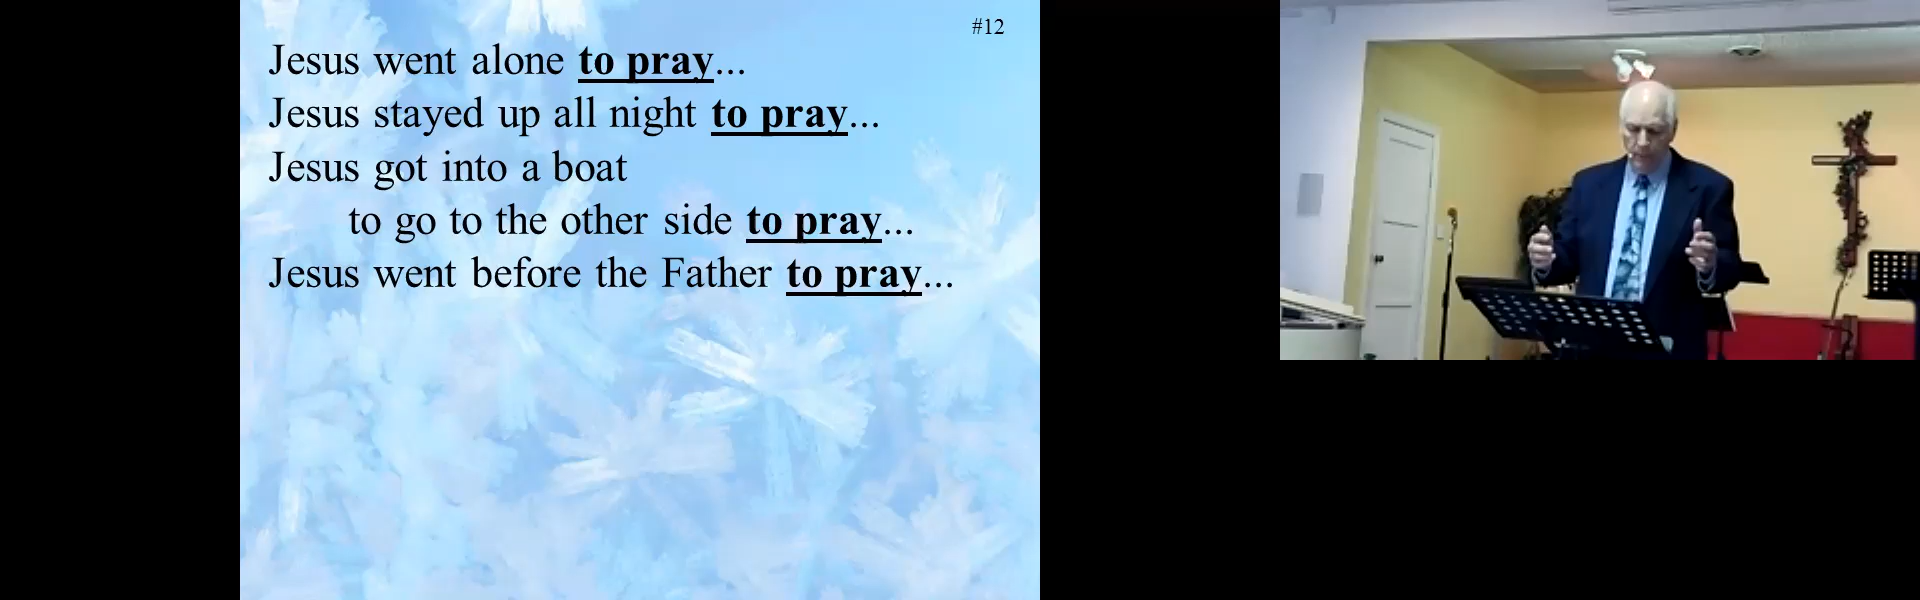 #12
Jesus went alone to pray...
Jesus stayed up all night to pray...
Jesus got into a boat
to go to the other side to pray...
Jesus went before the Father to pray...